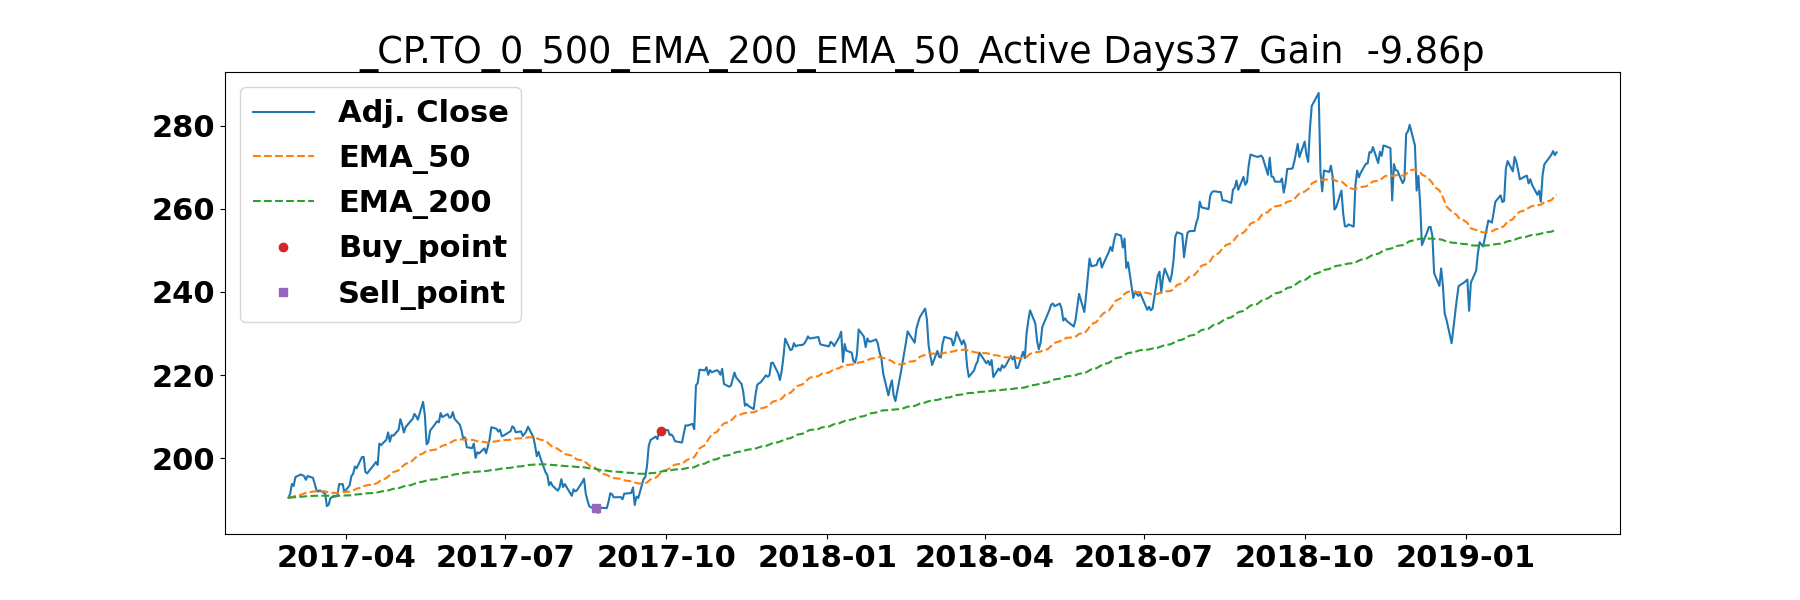 _CP.TO_0_500_EMA_200_EMA_50_Active Days37_Gain  -9.86p
Adj. Close
EMA_50
EMA_200
Buy_point
Sell_point
280
260
240
220
200
2017-04 2017-07 2017-10 2018-01 2018-04 2018-07 2018-10 2019-01